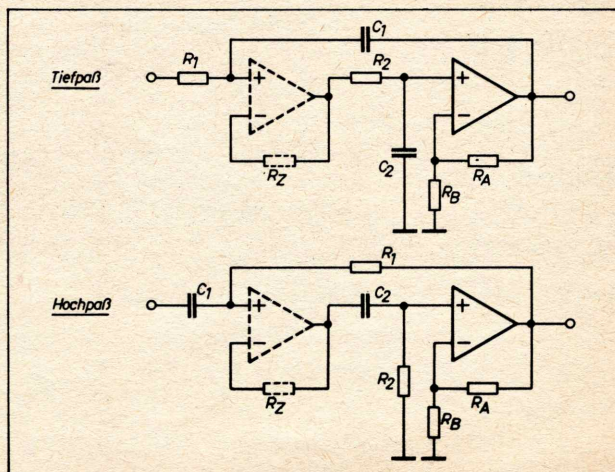 Tiefpaß
R1
C1
+
−
RZ
R2
C2
+
−
RA
RB
Hochpaß
C1
R1
+
−
RZ
C2
R2
+
−
RA
RB